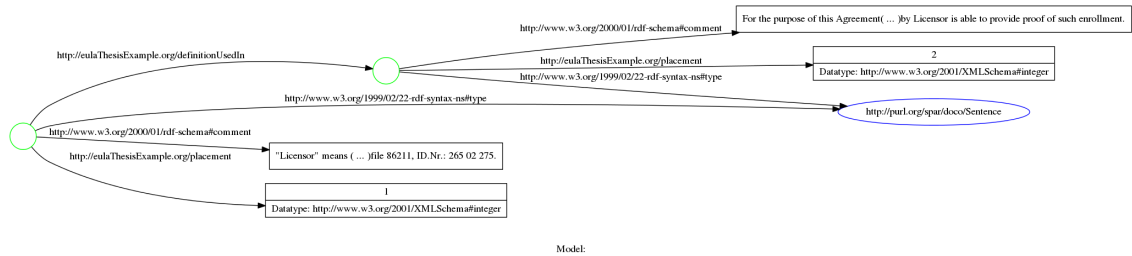 For the purpose of this Agreement( ... )by Licensor is able to provide proof of such enrollment.
http://www.w3.org/2000/01/rdf-schema#comment
http://eulaThesisExample.org/definitionUsedIn
2
http://eulaThesisExample.org/placement
Datatype: http://www.w3.org/2001/XMLSchema#integer
http://www.w3.org/1999/02/22-rdf-syntax-ns#type
http://www.w3.org/1999/02/22-rdf-syntax-ns#type
http://purl.org/spar/doco/Sentence
http://www.w3.org/2000/01/rdf-schema#comment
"Licensor" means ( ... )file 86211, ID.Nr.: 265 02 275.
http://eulaThesisExample.org/placement
1
Datatype: http://www.w3.org/2001/XMLSchema#integer
Model: